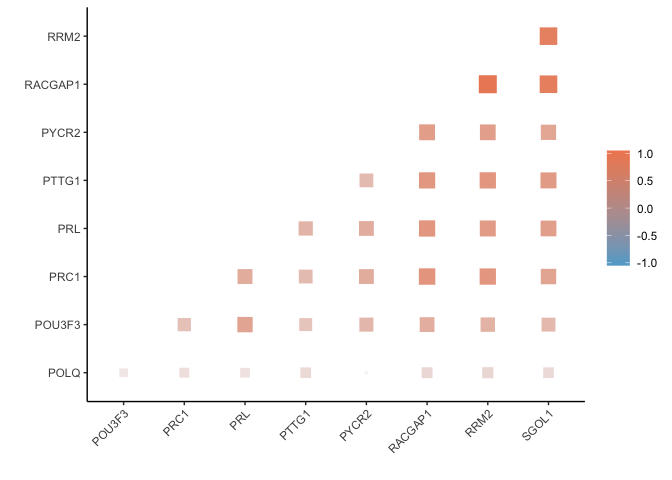 RRM2
RACGAP1
PYCR2
PTTG1
PRL
PRC1
POU3F3
POLQ
POU3F3
PRC1
PRL
PTTG1
PYCR2
RACGAP1
RRM2
SGOL1
1.0
0.5
0.0
-0.5
-1.0